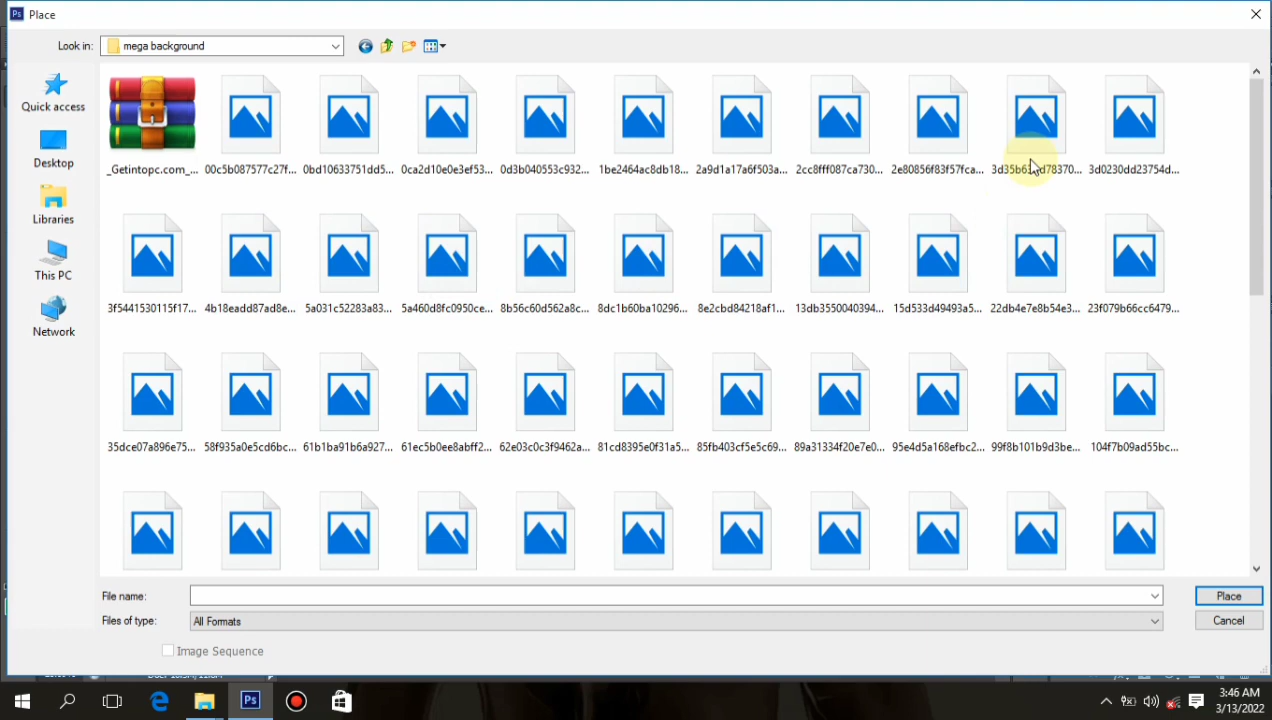 Ps Place
Look in: mega background
Quick access
Desktop
Libraries
This PC
Network
_Getintopc.com_... 00c5b087577c27f... 0bd10633751dd5... 0ca2d10e0e3ef53... 0d3b040553c932... 1be2464ac8db18... 2a9d1a17a6f503a... 2cc8fff087ca730... 2e80856f83f57fca... 3d0230dd23754d...
3f5441530115f17... 4b18eadd87ad8e... 5a031c52283a83... 5a460d8fc0950ce... 8b56c60d562a8c... 8dc1b60ba10296... 8e2cbd84218af1... 13db3550040394... 15d533d49493a5... 22db4e7e8b54e3... 23f079b66cc6479...
35dce07a896e75... 58f935a0e5cd6bc... 61b1ba91b6a927... 61ec5b0ee8abff2... 62e03c0c3f9462a... 81cd8395e0f31a5... 85fb403cf5e5c69... 89a31334f20e7e0... 95e4d5a168efbc2... 99f8b101b9d3be... 104f7b09ad55bc...
File name:
Place
Files of type: All Formats
Cancel
Image Sequence
Ps
3:46 AM
3/13/2022